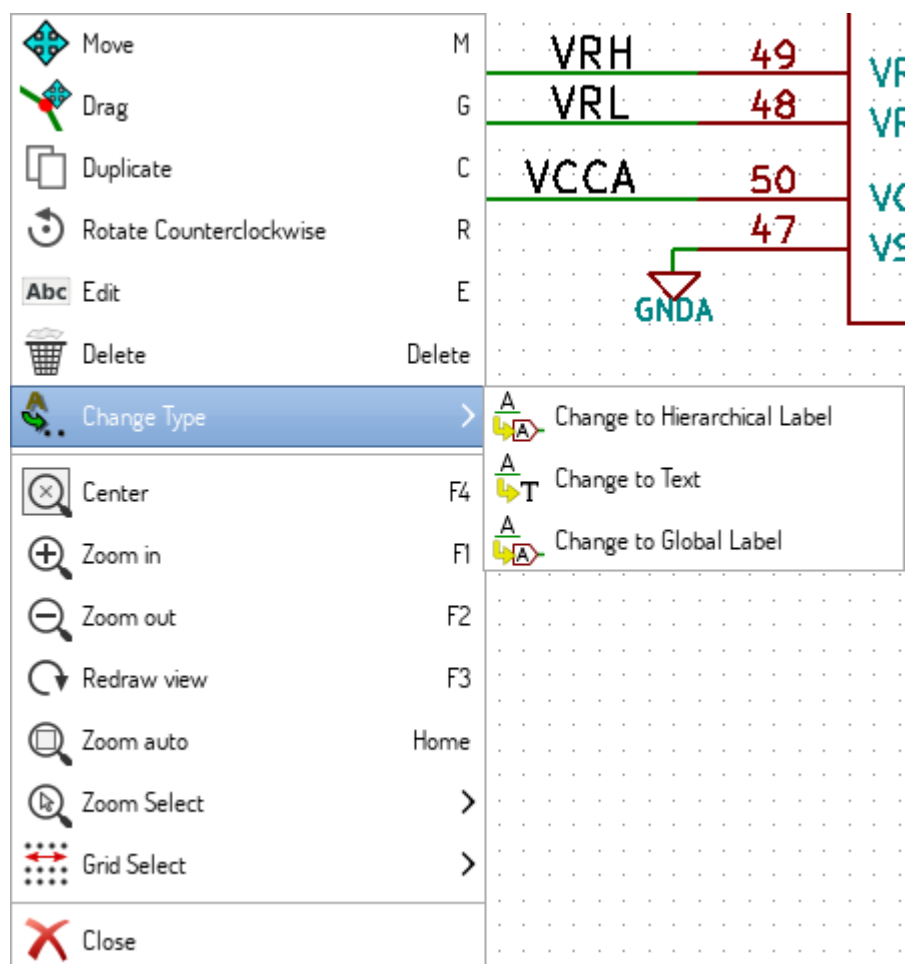 Move M
Drag G
Duplicate C
Rotate Counterclockwise R
Abc Edit E
Delete Delete
Change Type
Center F4
Zoom in F1
Zoom out F2
Redraw view F3
Zoom auto Home
Zoom Select
Grid Select
Close
A Change to Hierarchical Label
A
A Change to Text
T
A Change to Global Label
A
VRH 49
VRL 48
VCCA 50
47
GNDA